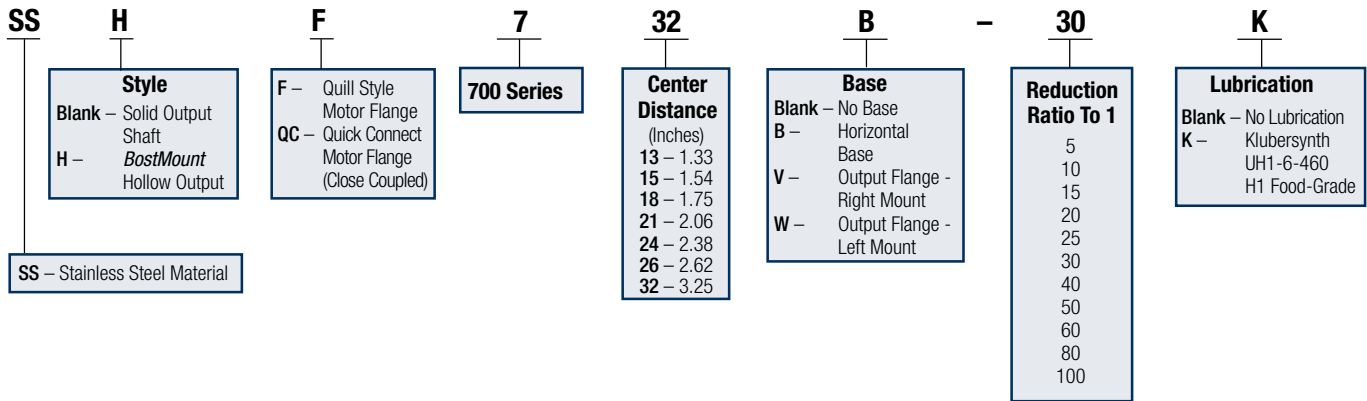 SS H F 7 32 B – 30 K
Style
Blank – Solid Output
Shaft
H – BostMount
Hollow Output
SS – Stainless Steel Material
F – Quill Style
Motor Flange
QC – Quick Connect
Motor Flange
(Close Coupled)
700 Series
Center
Distance
(Inches)
13 – 1.33
15 – 1.54
18 – 1.75
21 – 2.06
24 – 2.38
26 – 2.62
32 – 3.25
Base
Blank – No Base
B – Horizontal
Base
V – Output Flange -
Right Mount
W – Output Flange -
Left Mount
Reduction
Ratio To 1
5
10
15
20
25
30
40
50
60
80
100
Lubrication
Blank – No Lubrication
K – Klubersynth
UH1-6-460
H1 Food-Grade